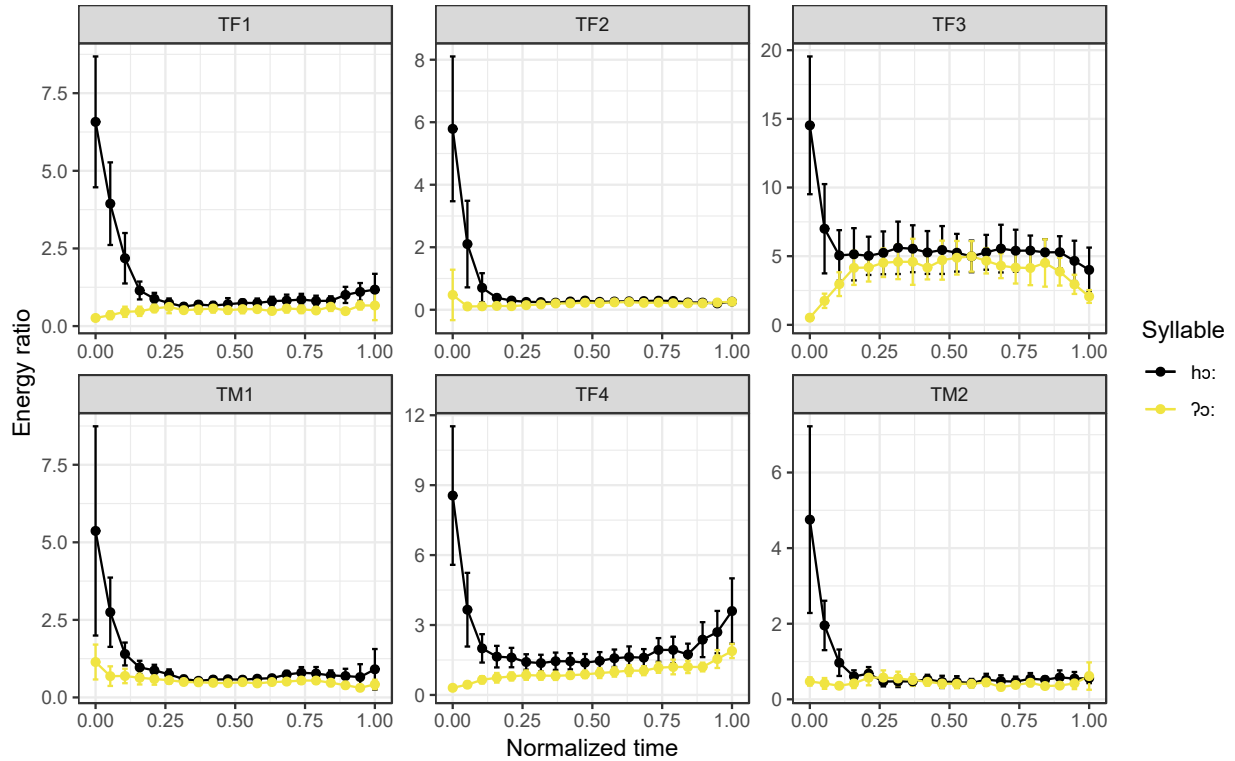 TF1 TF2 TF3
8.
7.5 5.0 2.5 0.0
8 6 4 2 0
20 15 10 5 0
0.00 0.25 0.50 0.75 1.00 0.00 0.25 0.50 0.75 1.00 0.00 0.25 0.50 0.75 1.00
Energy ratio
Syllable
hɔː
ʔɔː
TM1 TF4 TM2
7.5 5.0 2.5 0.0
12 9 6 3 0
6 4 2 0
0.00 0.25 0.50 0.75 1.00 0.00 0.25 0.50 0.75 1.00 0.00 0.25 0.50 0.75 1.00
Normalized time